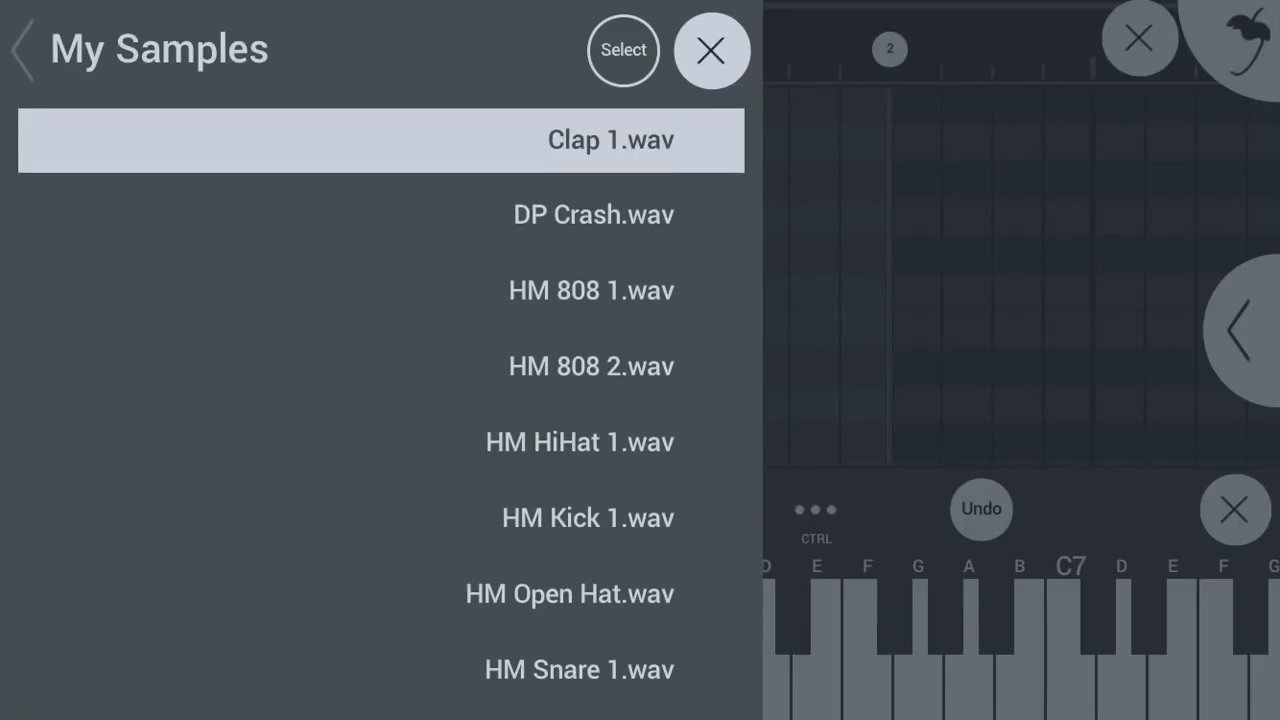 My Samples
Select
2
Clap 1.wav
DP Crash.wav
HM 808 1.wav
HM 808 2.wav
HM HiHat 1.wav
HM Kick 1.wav
HM Open Hat.wav
HM Snare 1.wav
Undo
CTRL
D E F G A B C7 D E F G